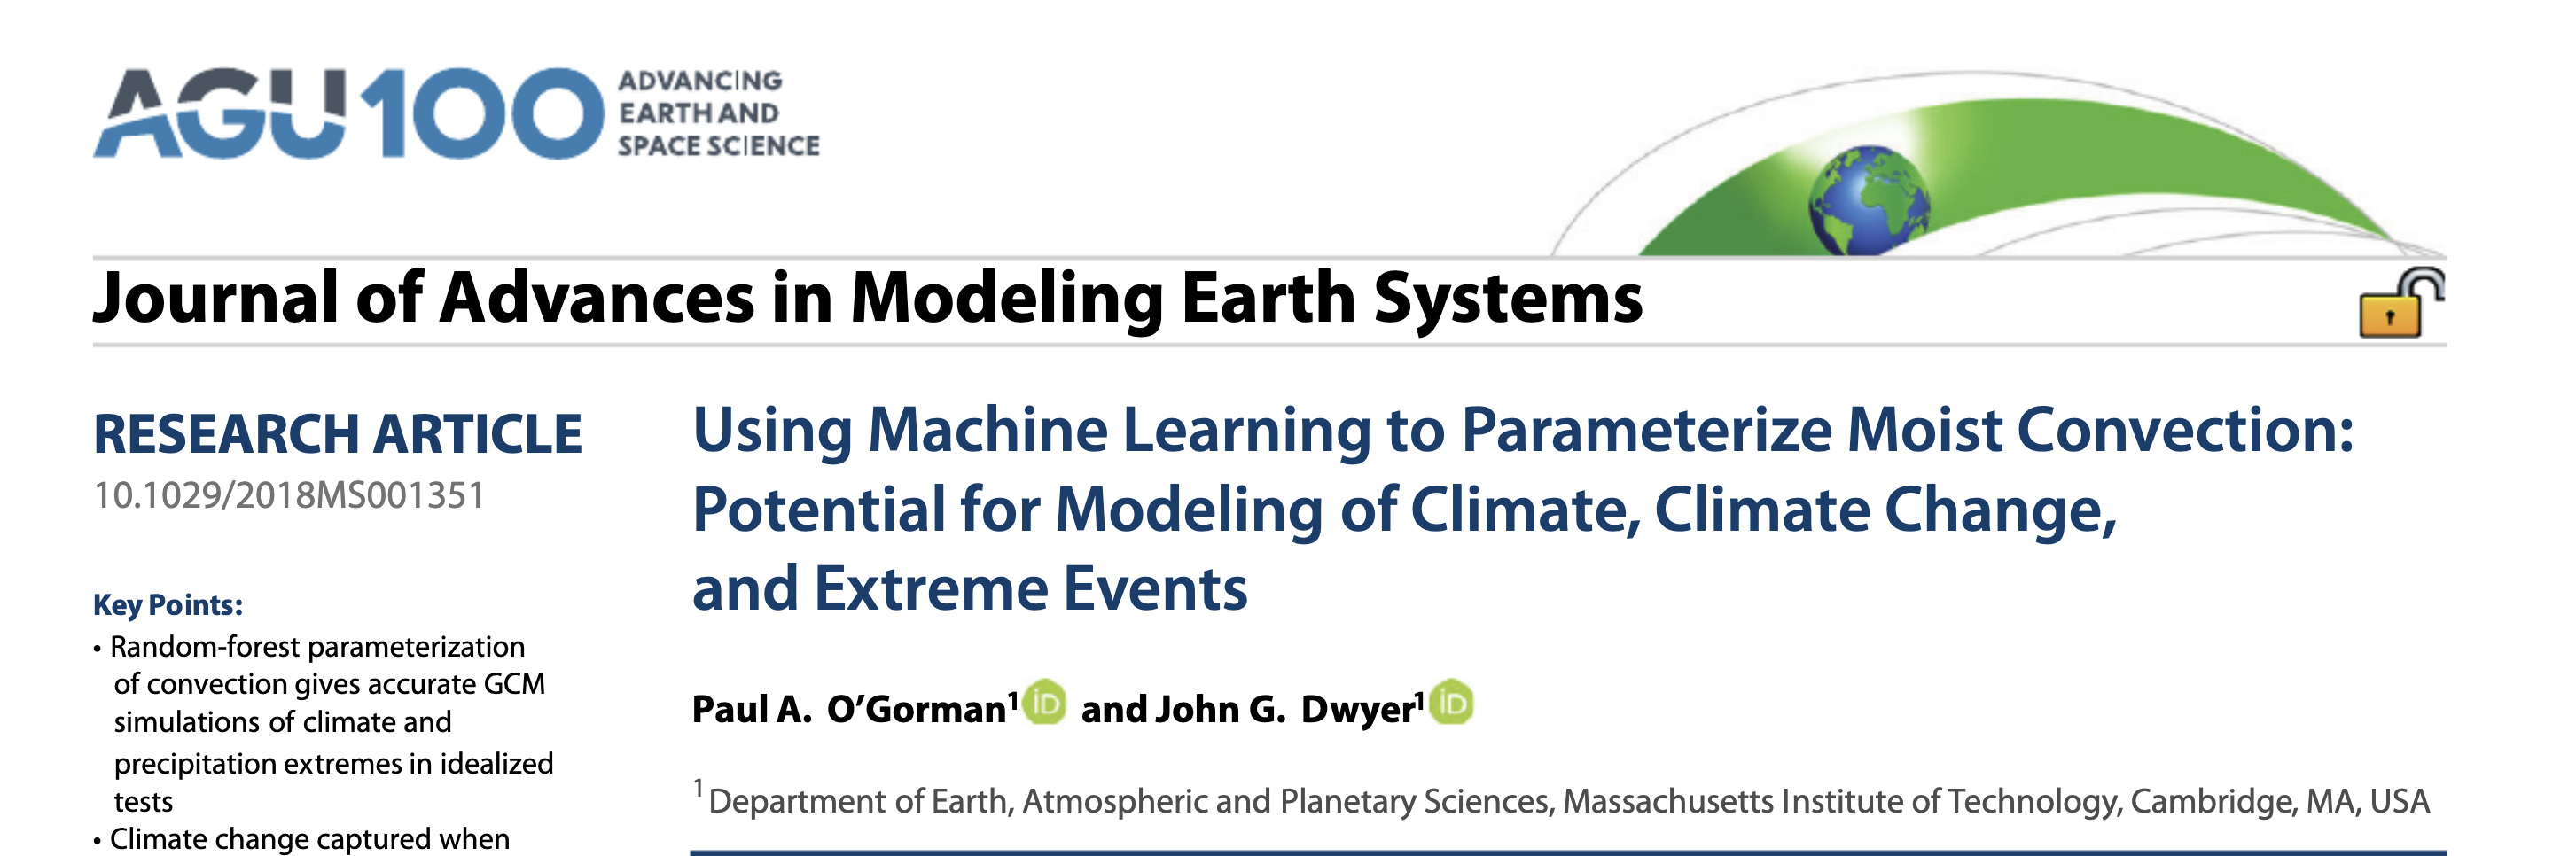 AGU100
ADVANCING
EARTH AND
SPACE SCIENCE
Journal of Advances in Modeling Earth Systems
RESEARCH ARTICLE
10.1029/2018MS001351
Key Points:
• Random-forest parameterization
of convection gives accurate GCM
simulations of climate and
precipitation extremes in idealized
tests
• Climate change captured when
Using Machine Learning to Parameterize Moist Convection:
Potential for Modeling of Climate, Climate Change,
and Extreme Events
Paul A. O’Gorman¹ iD and John G. Dwyer¹ iD
¹Department of Earth, Atmospheric and Planetary Sciences, Massachusetts Institute of Technology, Cambridge, MA, USA